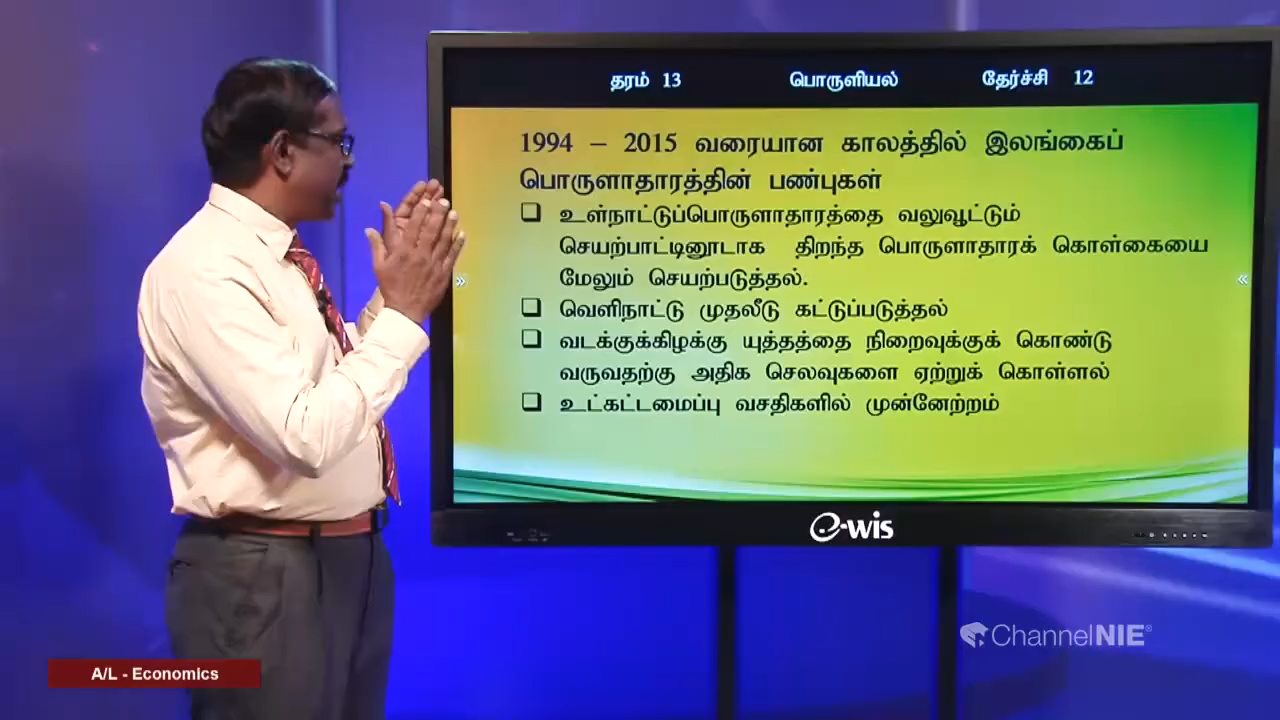 தரம் 13 பொருளியல் தேர்ச்சி 12
1994 – 2015 வரையான காலத்தில் இலங்கைப்
பொருளாதாரத்தின் பண்புகள்
❑ உள்நாட்டுப்பொருளாதாரத்தை வலுவூட்டும்
செயற்பாட்டினூடாக திறந்த பொருளாதாரக் கொள்கையை
மேலும் செயற்படுத்தல்.
❑ வெளிநாட்டு முதலீடு கட்டுப்படுத்தல்
❑ வடக்குக்கிழக்கு யுத்தத்தை நிறைவுக்குக் கொண்டு
வருவதற்கு அதிக செலவுகளை ஏற்றுக் கொள்ளல்
❑ உட்கட்டமைப்பு வசதிகளில் முன்னேற்றம்
e-wis
ChannelNIE®
A/L - Economics